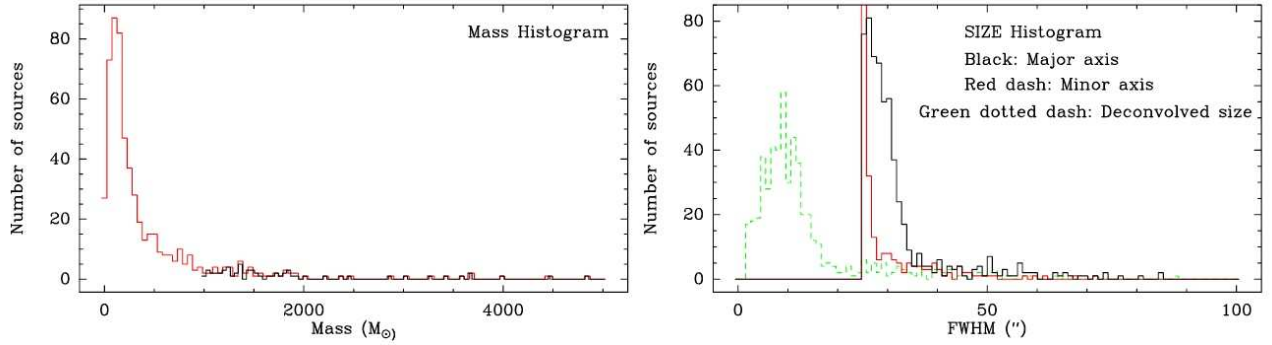 Mass Histogram
Number of sources
80
60
40
20
0
0 2000 4000
Mass (M⊙)
SIZE Histogram
Black: Major axis
Red dash: Minor axis
Green dotted dash: Deconvolved size
Number of sources
80
60
40
20
0
0 50 100
FWHM (″)